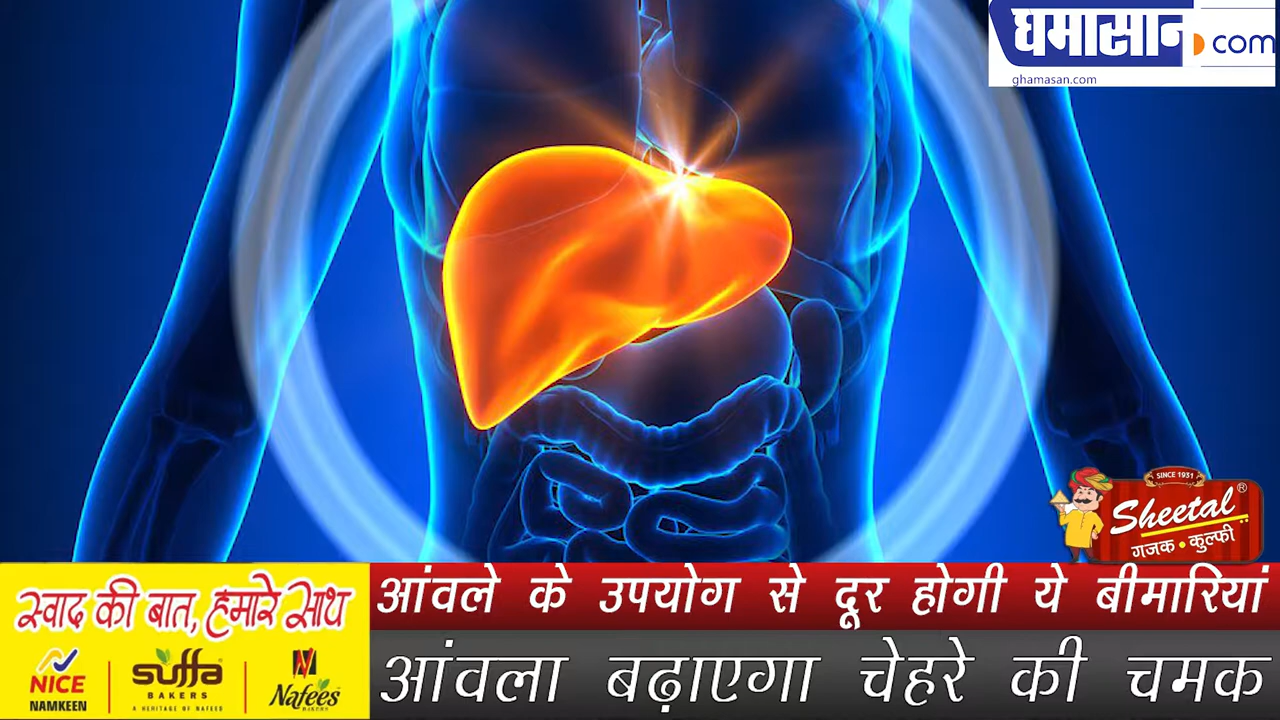 घमासान.com
ghamasan.com
SINCE 1931
Sheetal®
गजक • कुल्फी
स्वाद की बात, हमारे साथ
NICE
NAMKEEN
suffa
BAKERS
A HERITAGE OF NAFEES
Nafees
BAKERS
आंवले के उपयोग से दूर होगी ये बीमारियां
आंवला बढ़ाएगा चेहरे की चमक